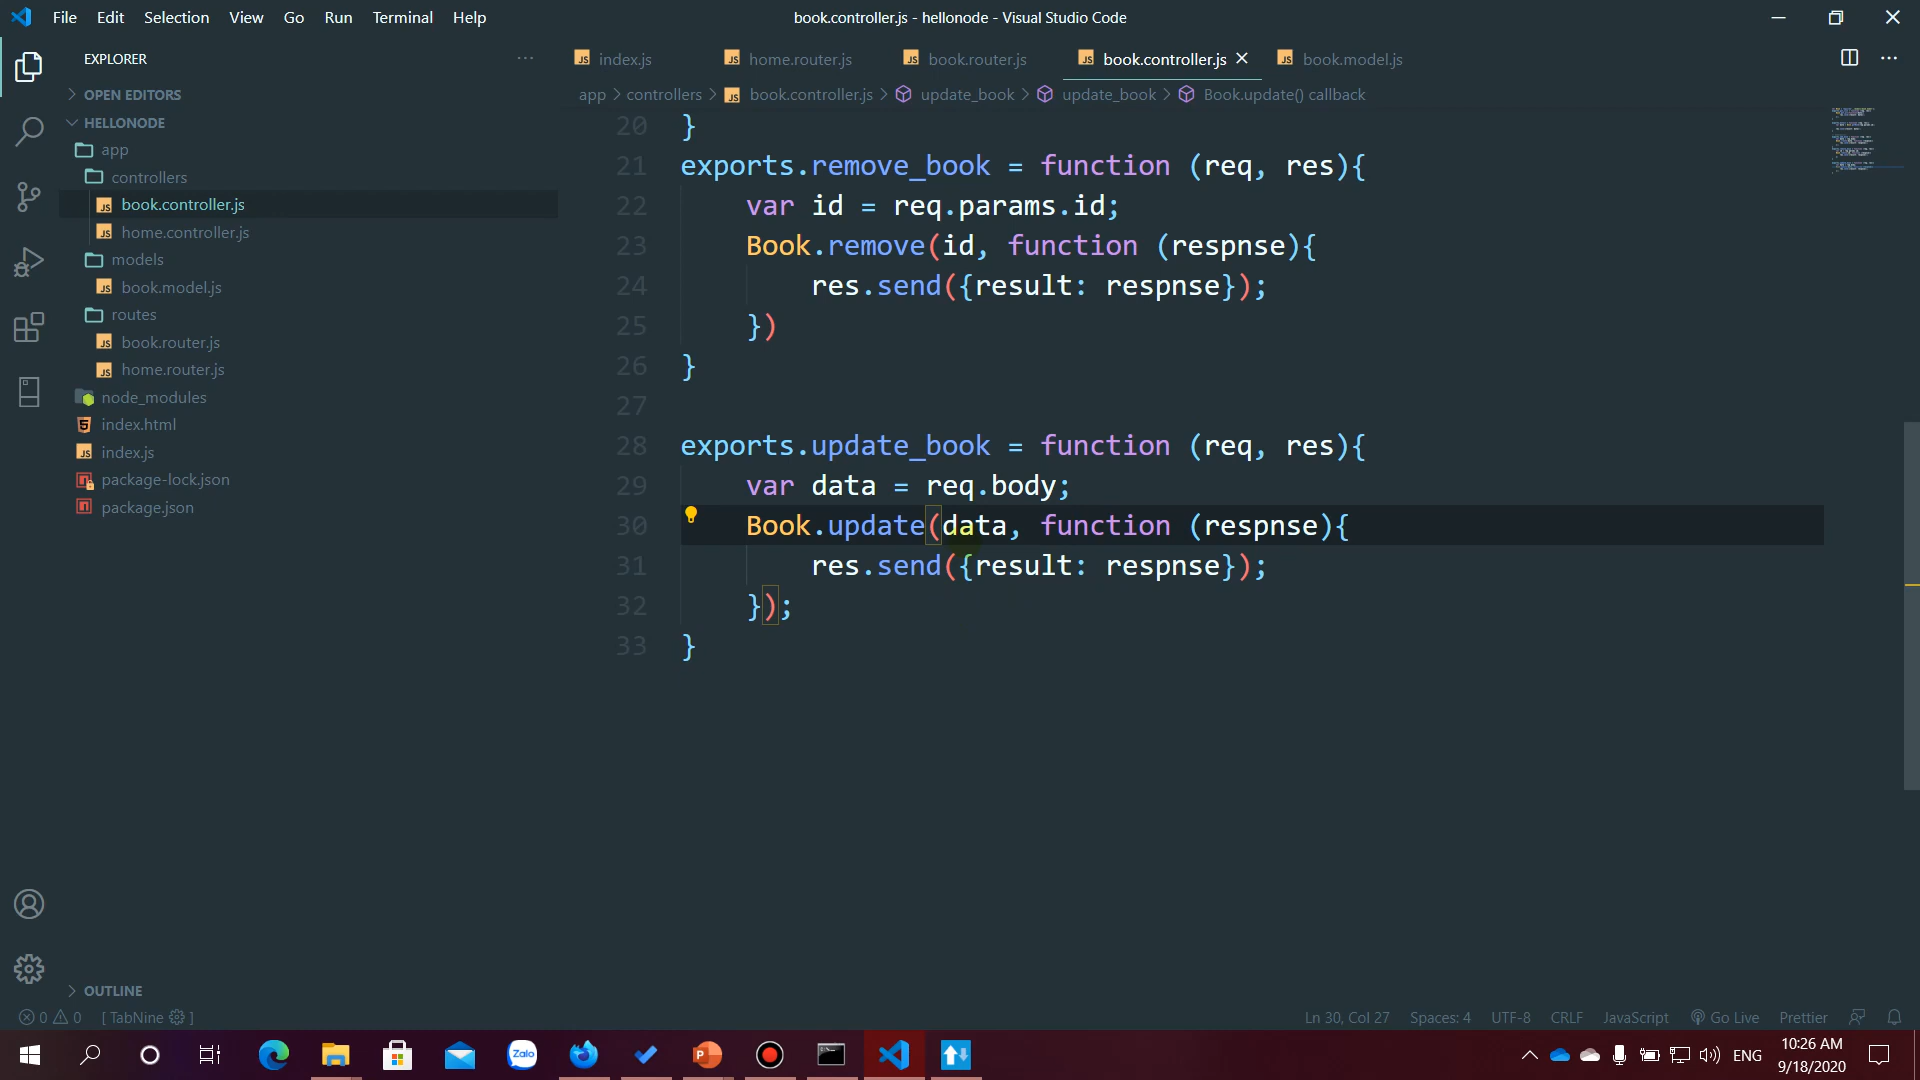 File Edit Selection View Go Run Terminal Help
book.controller.js - hellonode - Visual Studio Code
EXPLORER
OPEN EDITORS
HELLONODE
app
controllers
book.controller.js
home.controller.js
models
book.model.js
routes
book.router.js
home.router.js
node_modules
index.html
index.js
package-lock.json
package.json
OUTLINE
index.js home.router.js book.router.js book.controller.js book.model.js
app > controllers > book.controller.js > update_book > update_book > Book.update() callback
20 }
21 exports.remove_book = function (req, res){
22 var id = req.params.id;
23 Book.remove(id, function (respnse){
24 res.send({result: respnse});
25 })
26 }
27
28 exports.update_book = function (req, res){
29 var data = req.body;
30 Book.update(data, function (respnse){
31 res.send({result: respnse});
32 });
33 }
0 0 [ TabNine ]
Ln 30, Col 27 Spaces: 4 UTF-8 CRLF JavaScript Go Live Prettier
Zalo
ENG
10:26 AM
9/18/2020